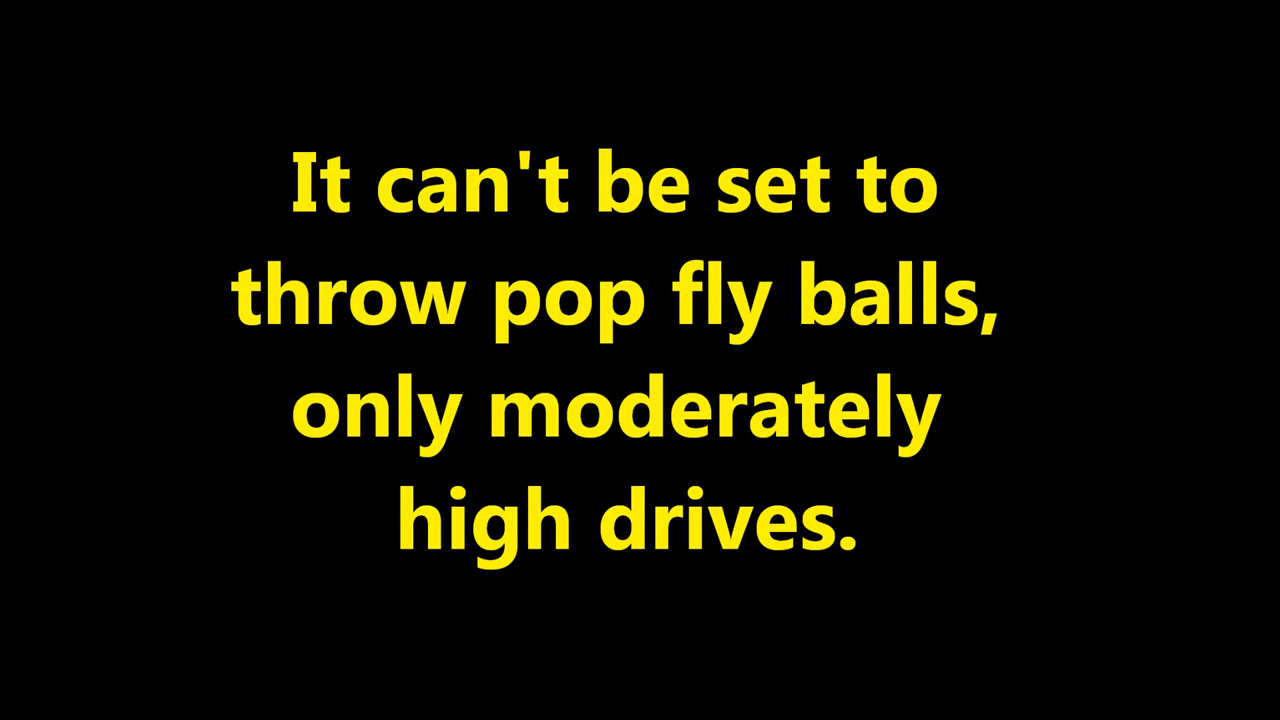 It can't be set to
throw pop fly balls,
only moderately
high drives.